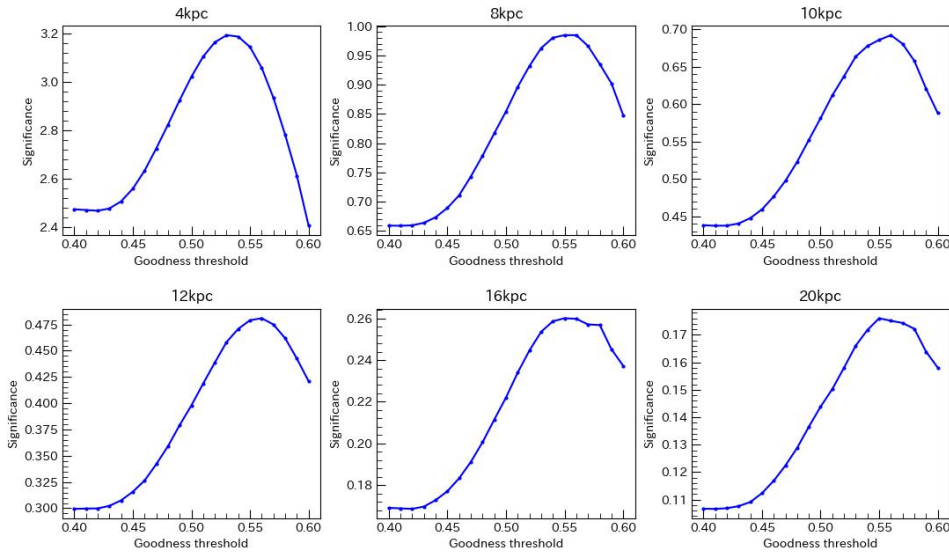 4kpc
Significance
3.2
3.0
2.8
2.6
2.4
0.40 0.45 0.50 0.55 0.60
Goodness threshold
8kpc
Significance
1.00
0.95
0.90
0.85
0.80
0.75
0.70
0.65
0.40 0.45 0.50 0.55 0.60
Goodness threshold
10kpc
Significance
0.70
0.65
0.60
0.55
0.50
0.45
0.40 0.45 0.50 0.55 0.60
Goodness threshold
12kpc
Significance
0.475
0.450
0.425
0.400
0.375
0.350
0.325
0.300
0.40 0.45 0.50 0.55 0.60
Goodness threshold
16kpc
Significance
0.26
0.24
0.22
0.20
0.18
0.40 0.45 0.50 0.55 0.60
Goodness threshold
20kpc
Significance
0.17
0.16
0.15
0.14
0.13
0.12
0.11
0.40 0.45 0.50 0.55 0.60
Goodness threshold